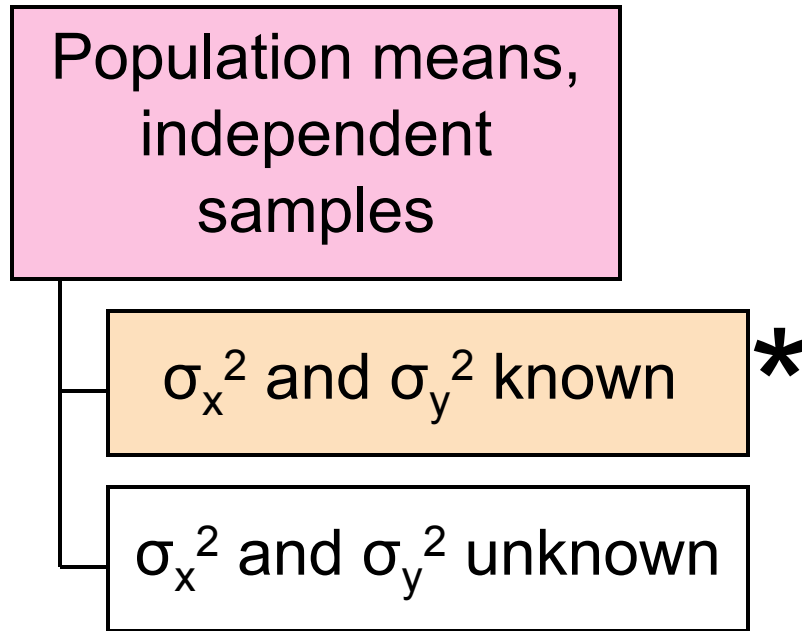 Population means,
independent
samples
σx² and σy² known
*
σx² and σy² unknown